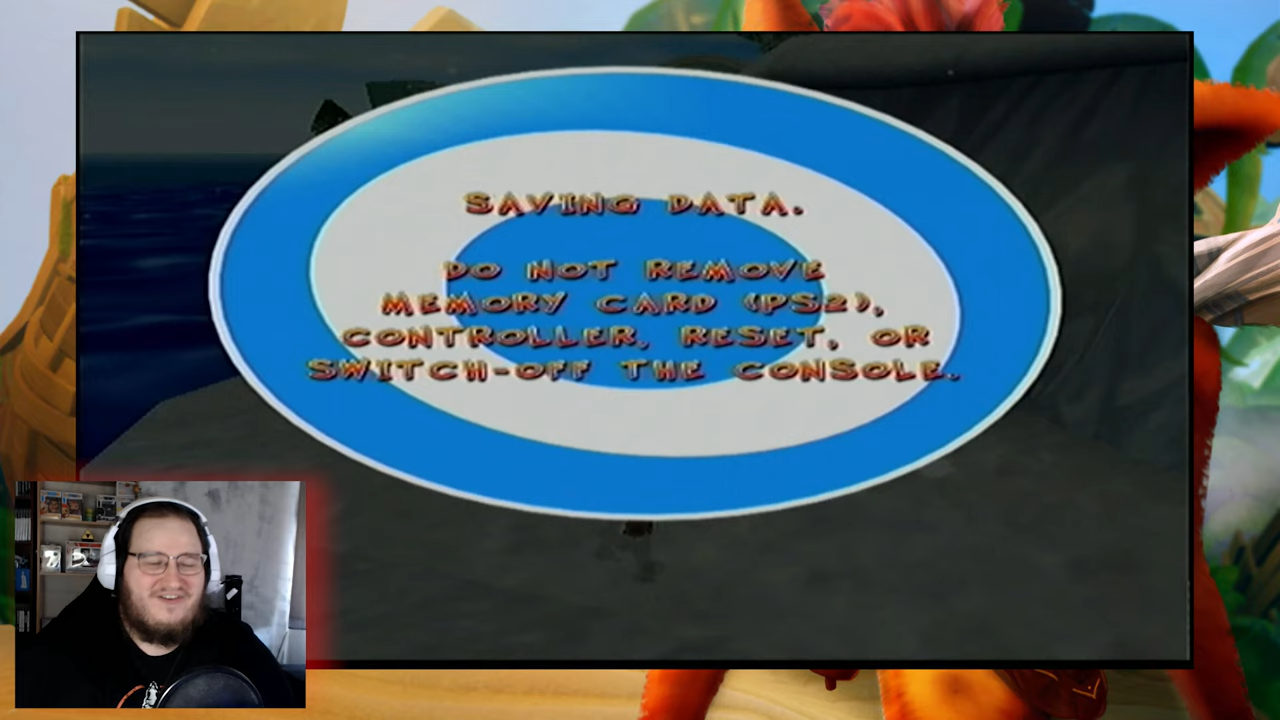 SAVING DATA.
DO NOT REMOVE
MEMORY CARD (PS2),
CONTROLLER, RESET, OR
SWITCH-OFF THE CONSOLE.